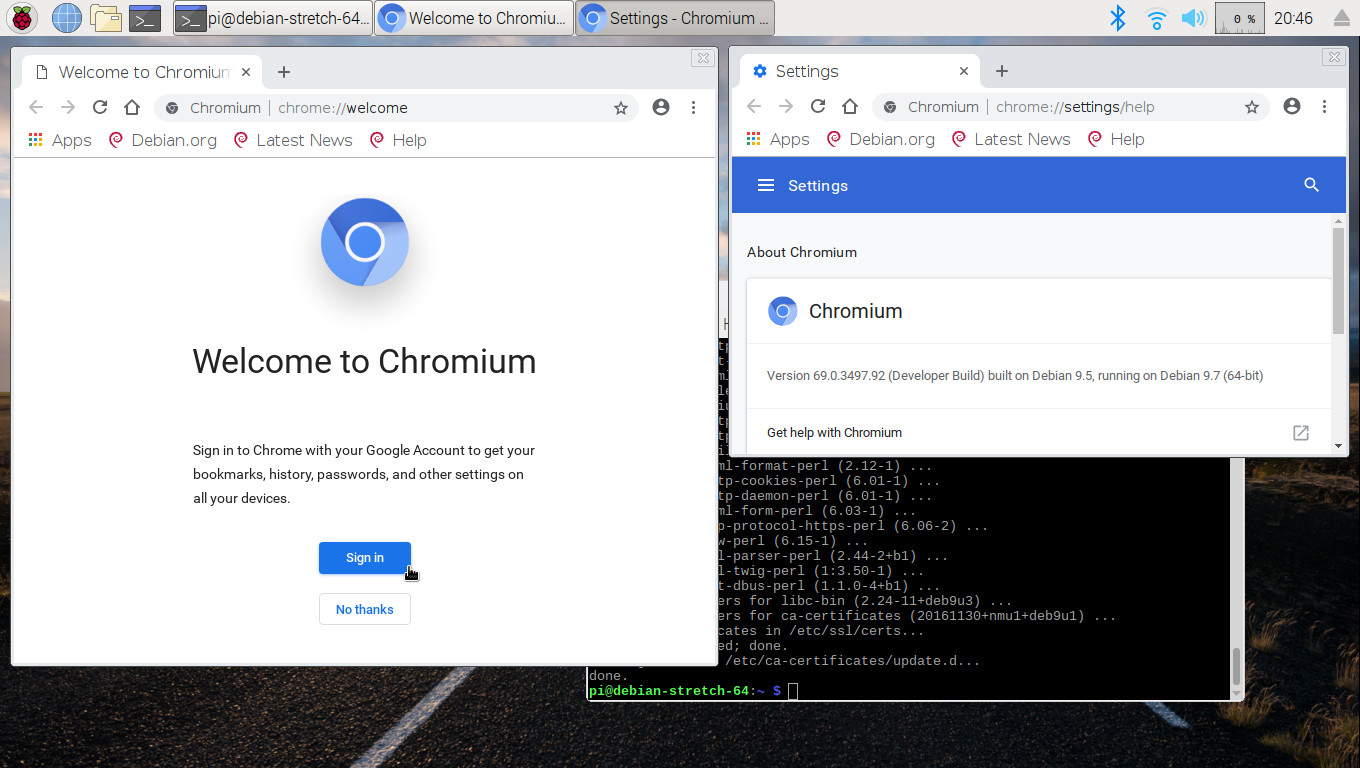 pi@debian-stretch-64...
Welcome to Chromiu...
Settings - Chromium ...
0 %
20:46
Welcome to Chromium
Chromium | chrome://welcome
Apps
Debian.org
Latest News
Help
Welcome to Chromium
Sign in to Chrome with your Google Account to get your
bookmarks, history, passwords, and other settings on
all your devices.
Sign in
No thanks
Settings
Chromium | chrome://settings/help
Apps
Debian.org
Latest News
Help
Settings
About Chromium
Chromium
Version 69.0.3497.92 (Developer Build) built on Debian 9.5, running on Debian 9.7 (64-bit)
Get help with Chromium
ml-format-perl (2.12-1) ...
tp-cookies-perl (6.01-1) ...
tp-daemon-perl (6.01-1) ...
ml-form-perl (6.03-1) ...
p-protocol-https-perl (6.06-2) ...
w-perl (6.15-1) ...
l-parser-perl (2.44-2+b1) ...
l-twig-perl (1:3.50-1) ...
t-dbus-perl (1.1.0-4+b1) ...
ers for libc-bin (2.24-11+deb9u3) ...
ers for ca-certificates (20161130+nmu1+deb9u1) ...
cates in /etc/ssl/certs...
ed; done.
/etc/ca-certificates/update.d...
done.
pi@debian-stretch-64:~ $